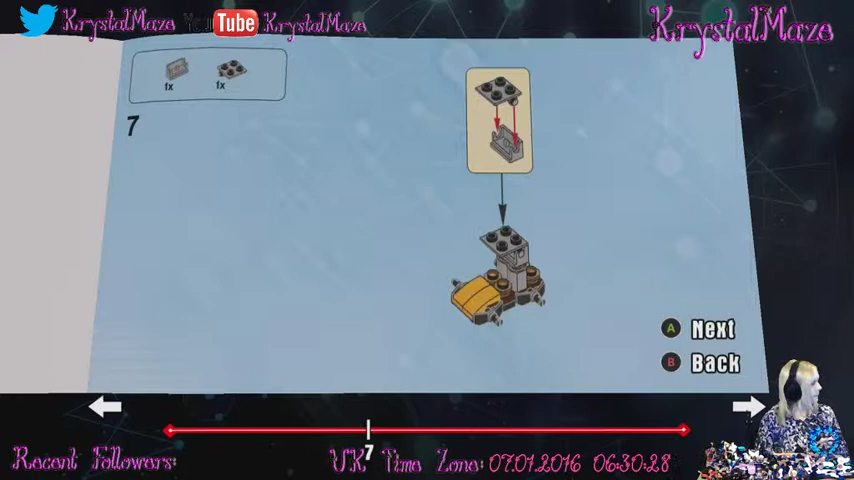 KrystalMaze You Tube KrystalMaze
KrystalMaze
1x 1x
7
A Next
B Back
7
Recent Followers:
UK Time Zone: 07.01.2016 06:30:28